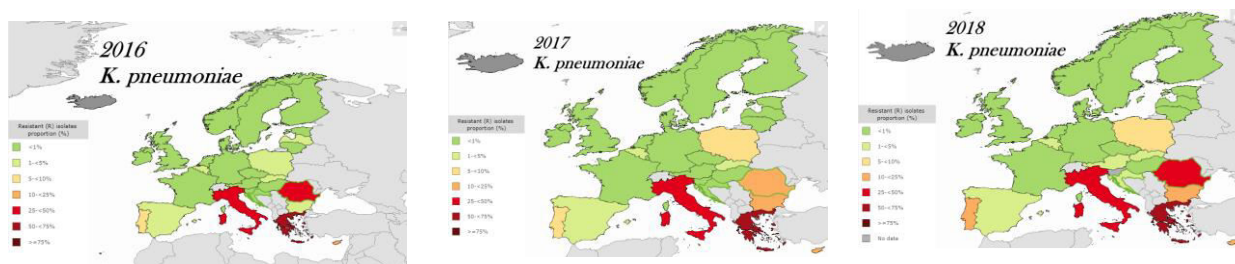 2016
K. pneumoniae
Resistant (R) isolates
proportion (%)
<1%
1-<5%
5-<10%
10-<25%
25-<50%
50-<75%
>=75%
2017
K. pneumoniae
Resistant (R) isolates
proportion (%)
<1%
1-<5%
5-<10%
10-<25%
25-<50%
50-<75%
>=75%
2018
K. pneumoniae
Resistant (R) isolates
proportion (%)
<1%
1-<5%
5-<10%
10-<25%
25-<50%
50-<75%
>=75%
No data